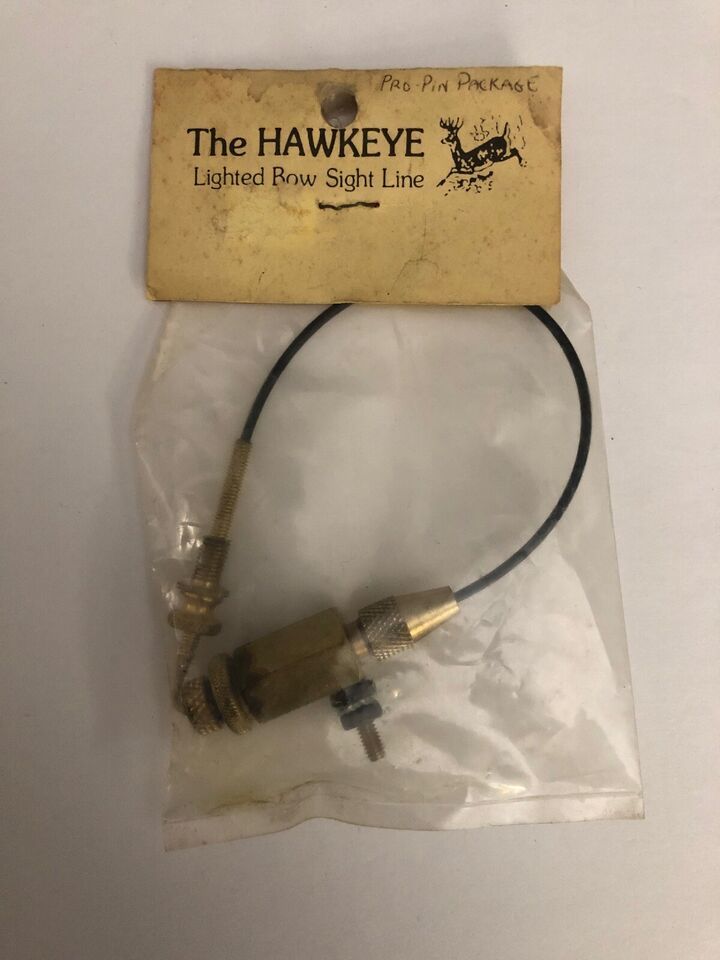 PRO-PIN PACKAGE
The HAWKEYE
Lighted Bow Sight Line